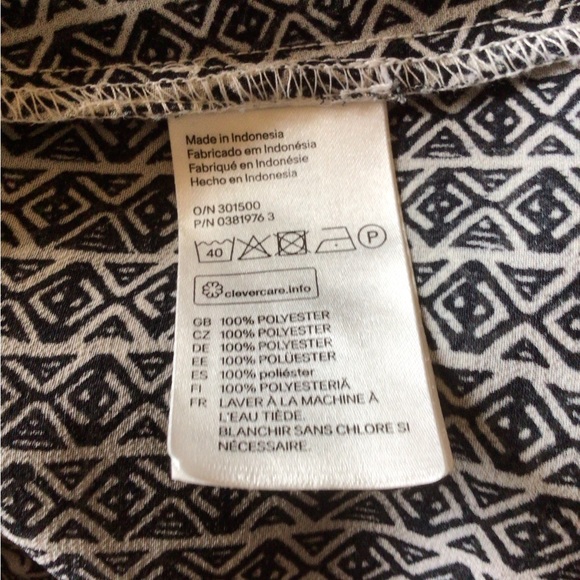 Made in Indonesia
Fabricado em Indonésia
Fabriqué en Indonésie
Hecho en Indonesia
O/N 301500
P/N 0381976 3
40 P
clevercare.info
GB 100% POLYESTER
CZ 100% POLYESTER
DE 100% POLYESTER
EE 100% POLÜESTER
ES 100% poliéster
FI 100% POLYESTERIÄ
FR LAVER À LA MACHINE À
L'EAU TIÈDE.
BLANCHIR SANS CHLORE SI
NÉCESSAIRE.